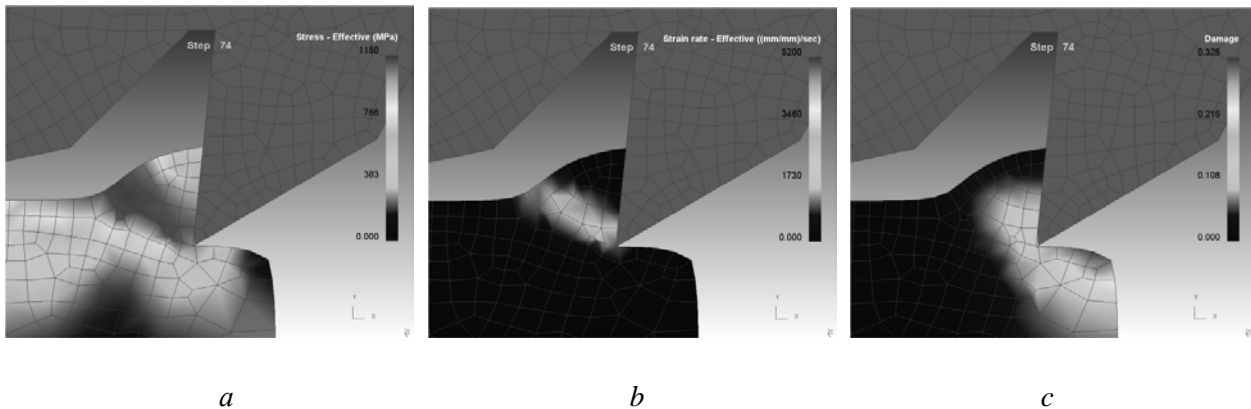 Stress - Effective (MPa)
Step 74
1150
766
383
0.000
Y
X
Strain rate - Effective ((mm/mm)/sec)
Step 74
5200
3460
1730
0.000
Y
X
Damage
Step 74
0.325
0.216
0.108
0.000
Y
X
a
b
c